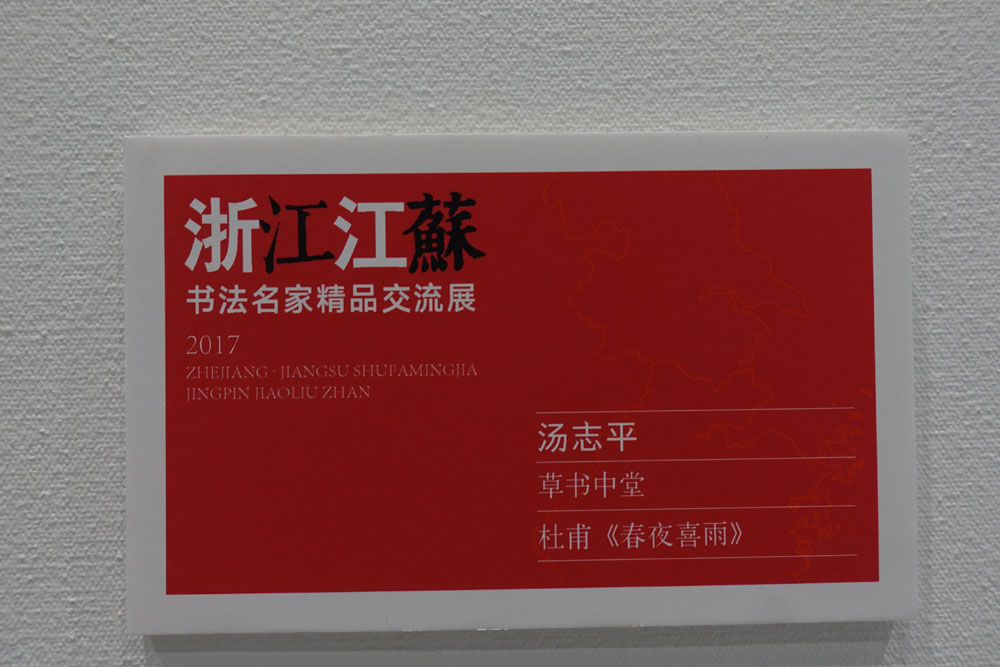 浙江江蘇
书法名家精品交流展
2017
ZHEJIANG · JIANGSU SHUFAMINGJIA
JINGPIN JIAOLIU ZHAN
汤志平
草书中堂
杜甫《春夜喜雨》